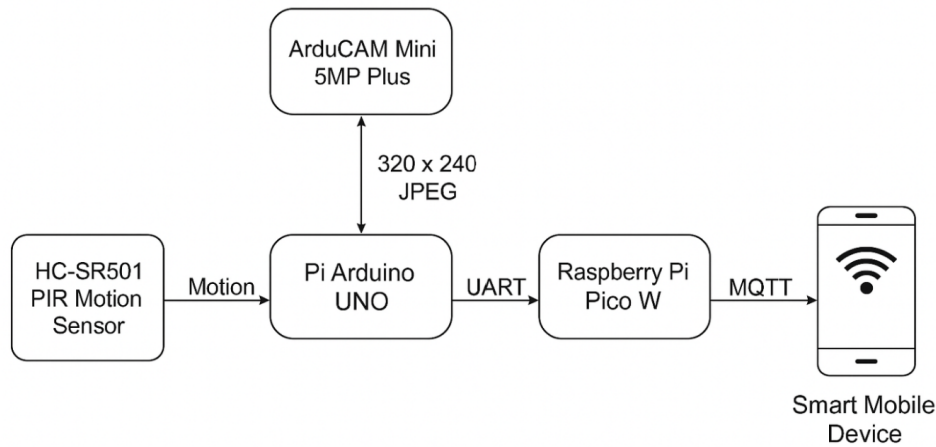 ArduCAM Mini
5MP Plus
320 x 240
JPEG
HC-SR501
PIR Motion
Sensor
Motion
Pi Arduino
UNO
UART
Raspberry Pi
Pico W
MQTT
Smart Mobile
Device